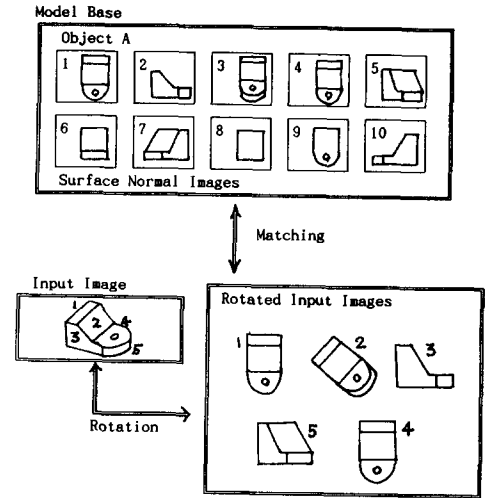 Model Base
Object A
1 2 3 4 5
6 7 8 9 10
Surface Normal Images
Matching
Input Image
1 2 3 4 5
Rotation
Rotated Input Images
1 2 3
5 4